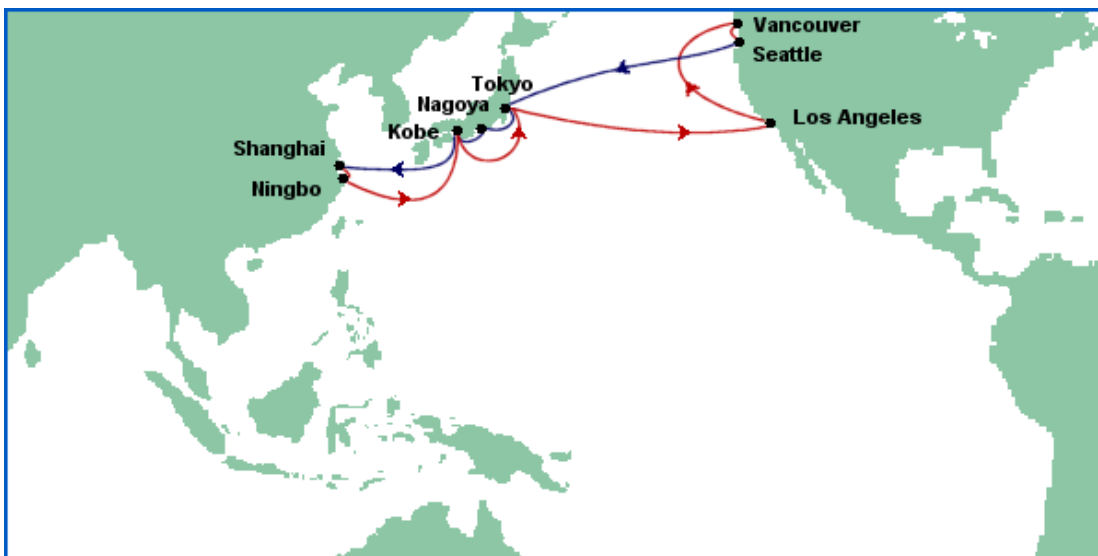 Vancouver
Seattle
Tokyo
Nagoya
Los Angeles
Kobe
Shanghai
Ningbo